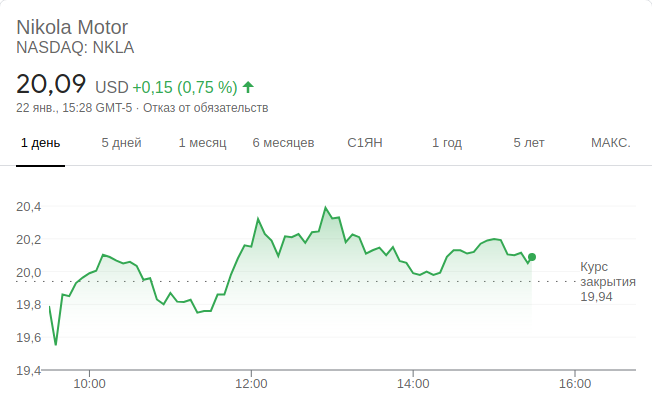 Nikola Motor
NASDAQ: NKLA
20,09 USD +0,15 (0,75 %)
22 янв., 15:28 GMT-5 · Отказ от обязательств
1 день 5 дней 1 месяц 6 месяцев С1ЯН 1 год 5 лет МАКС.
20,4
20,2
20,0
19,8
19,6
19,4
Курс
закрытия
19,94
10:00 12:00 14:00 16:00